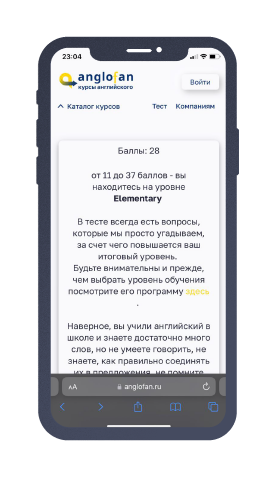 23:04
anglofan
курсы английского
Войти
Каталог курсов
Тест
Компаниям
Баллы: 28
от 11 до 37 баллов - вы
находитесь на уровне
Elementary
В тесте всегда есть вопросы,
которые мы просто угадываем,
за счет чего повышается ваш
итоговый уровень.
Будьте внимательны и прежде,
чем выбрать уровень обучения
посмотрите его программу здесь
.
Наверное, вы учили английский в
школе и знаете достаточно много
слов, но не умеете говорить, не
знаете, как правильно соединять
их в предложения, не помните
AA
anglofan.ru